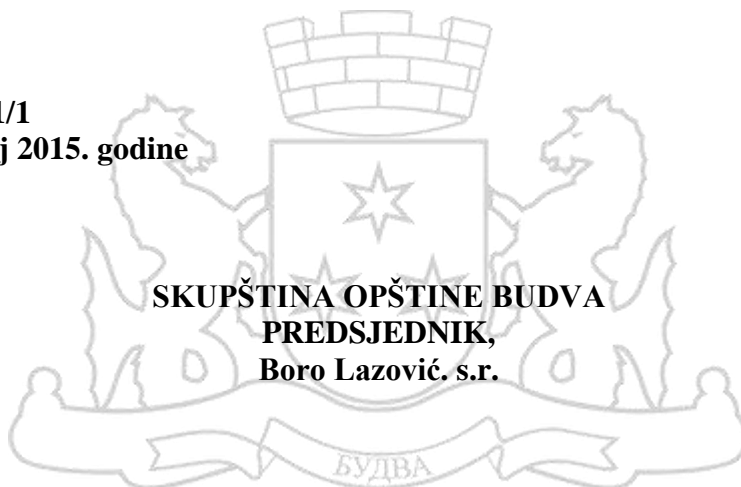 1/1
j 2015. godine
SKUPŠTINA OPŠTINE BUDVA
PREDSJEDNIK,
Boro Lazović. s.r.
БУДВА